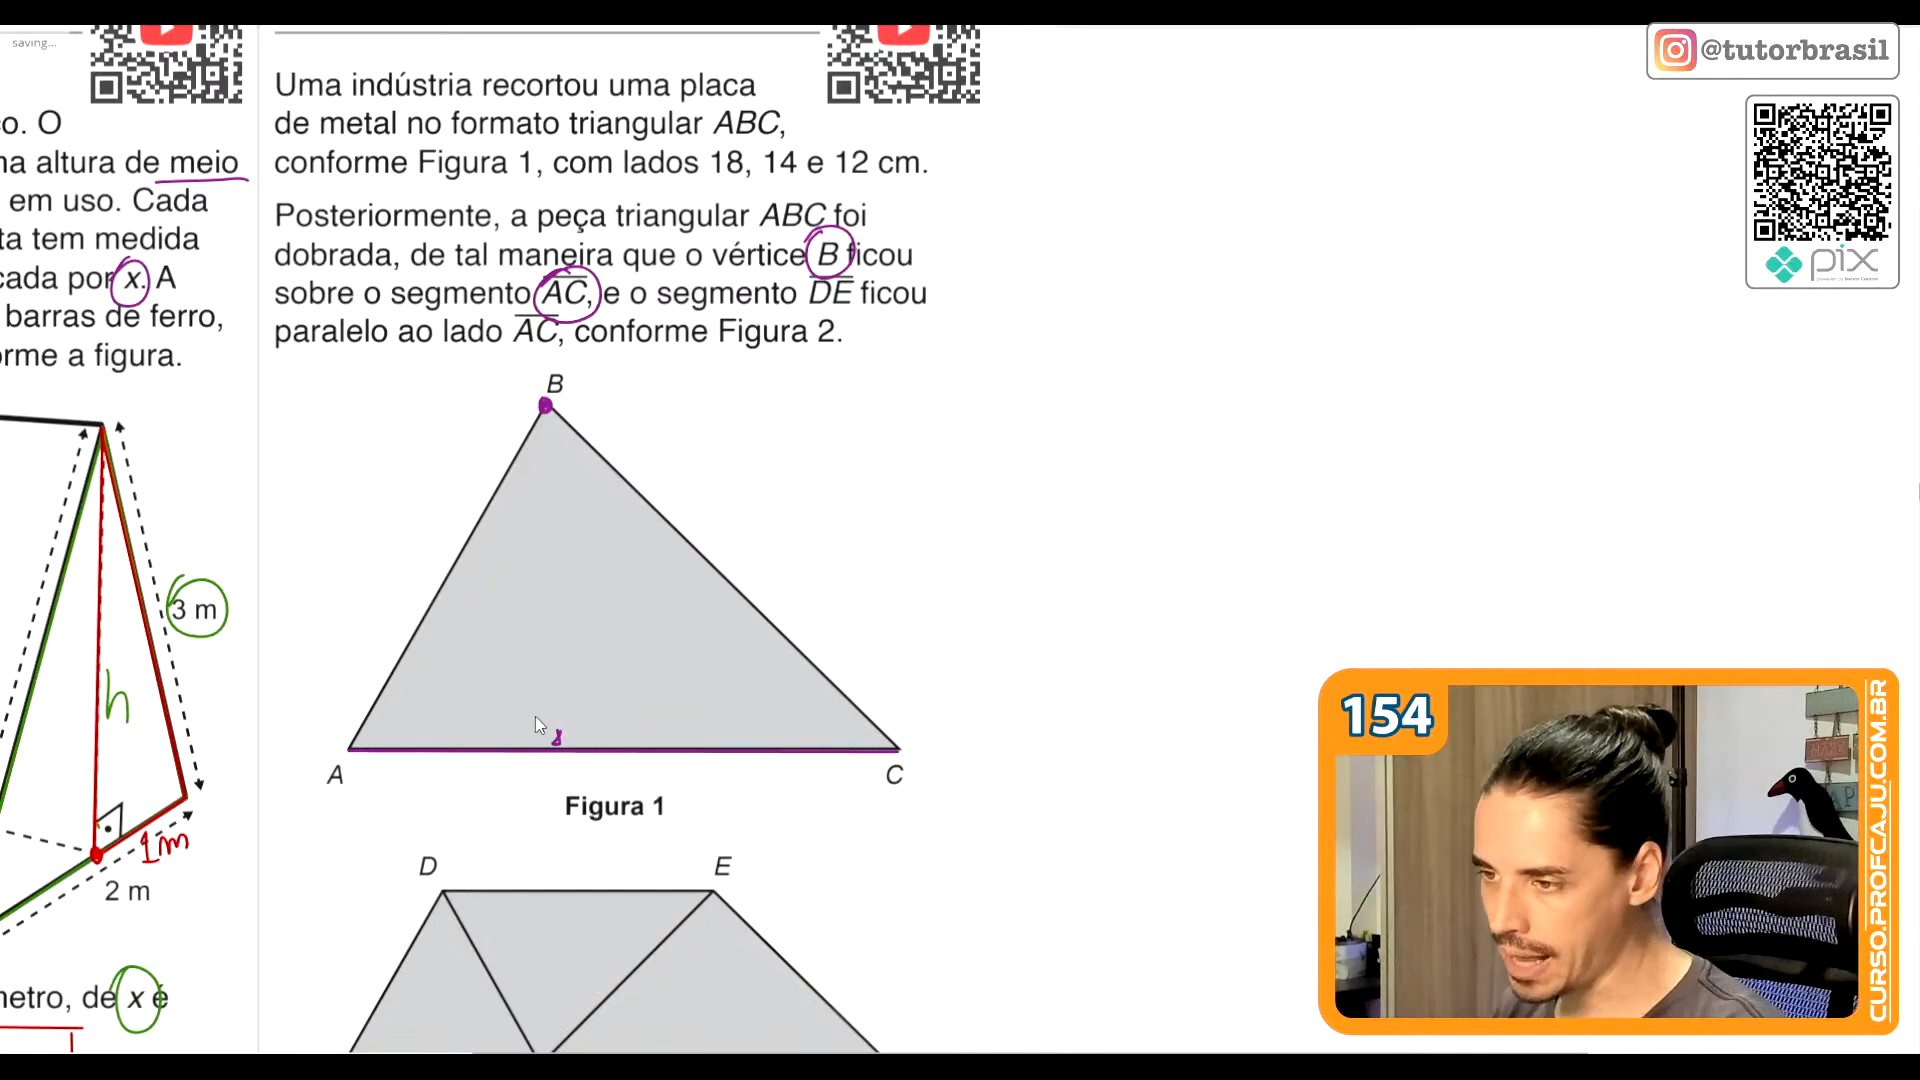 saving...
o. O
na altura de meio
em uso. Cada
ta tem medida
cada por x. A
barras de ferro,
orme a figura.
3 m
h
1m
2 m
netro, de x é
Uma indústria recortou uma placa
de metal no formato triangular ABC,
conforme Figura 1, com lados 18, 14 e 12 cm.
Posteriormente, a peça triangular ABC foi
dobrada, de tal maneira que o vértice B ficou
sobre o segmento AC, e o segmento DE ficou
paralelo ao lado AC, conforme Figura 2.
B
A
C
Figura 1
D
E
@tutorbrasil
pix
154
CURSO.PROFCAJU.COM.BR